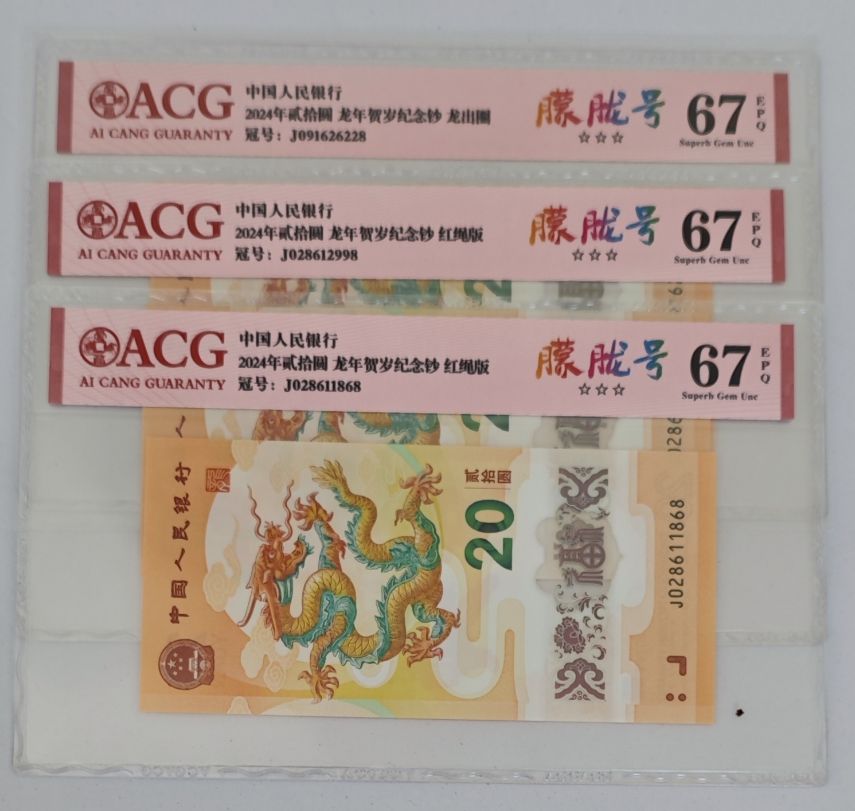 ACG
AI CANG GUARANTY
中国人民银行
2024年贰拾圆 龙年贺岁纪念钞 龙出圈
冠号：J091626228
朦胧号
☆☆☆
67
EPQ
Superb Gem Unc
ACG
AI CANG GUARANTY
中国人民银行
2024年贰拾圆 龙年贺岁纪念钞 红绳版
冠号：J028612998
朦胧号
☆☆☆
67
EPQ
Superb Gem Unc
ACG
AI CANG GUARANTY
中国人民银行
2024年贰拾圆 龙年贺岁纪念钞 红绳版
冠号：J028611868
朦胧号
☆☆☆
67
EPQ
Superb Gem Unc
中国人民银行
贰拾圆
20
J028611868